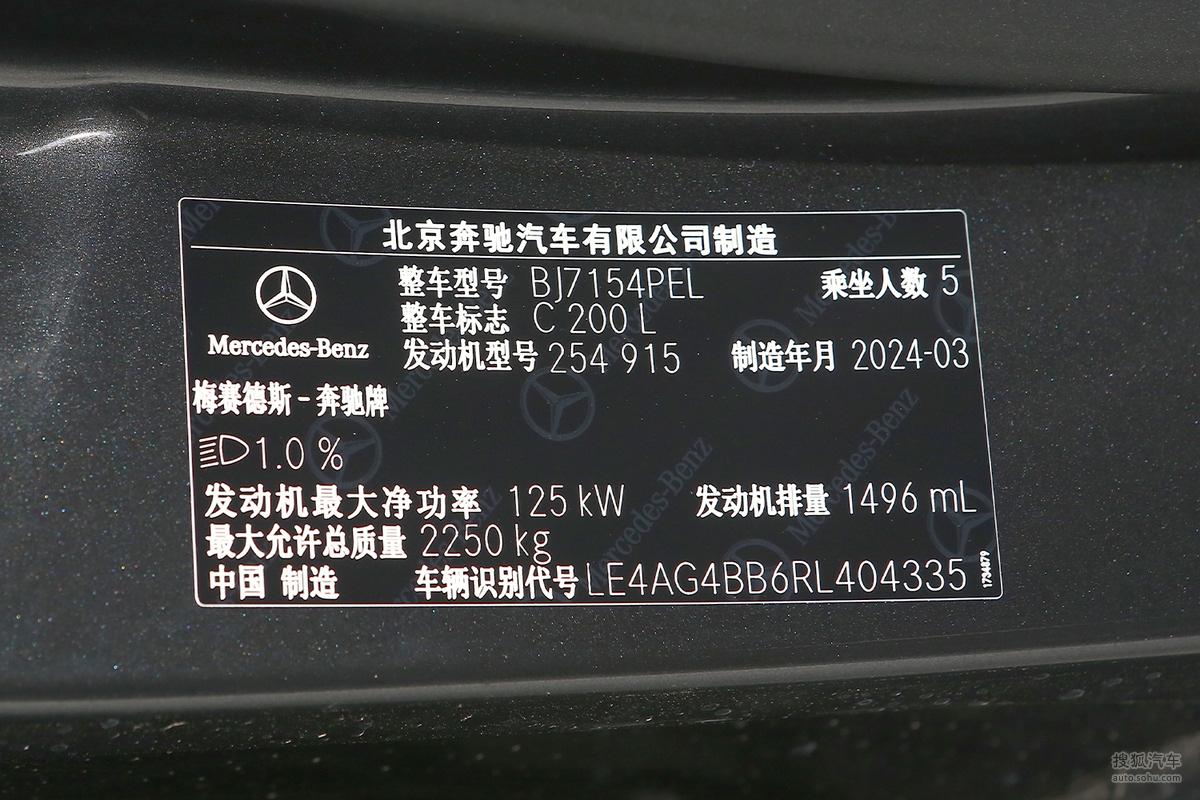 北京奔驰汽车有限公司制造
整车型号 BJ7154PEL 乘坐人数 5
整车标志 C 200 L
Mercedes-Benz
发动机型号 254 915 制造年月 2024-03
梅赛德斯-奔驰牌
1.0 %
发动机最大净功率 125 kW 发动机排量 1496 mL
最大允许总质量 2250 kg
中国 制造 车辆识别代号 LE4AG4BB6RL404335
搜狐汽车
auto.sohu.com